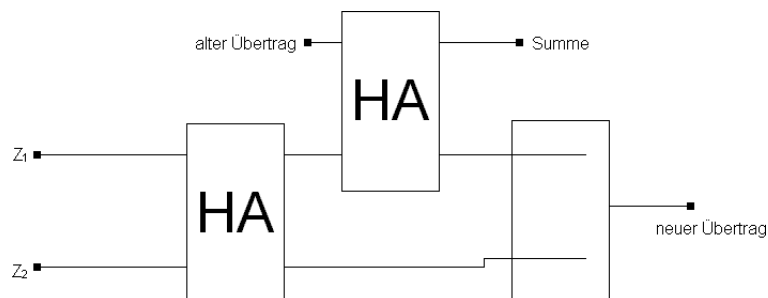 alter Übertrag
Summe
HA
Z₁
HA
neuer Übertrag
Z₂